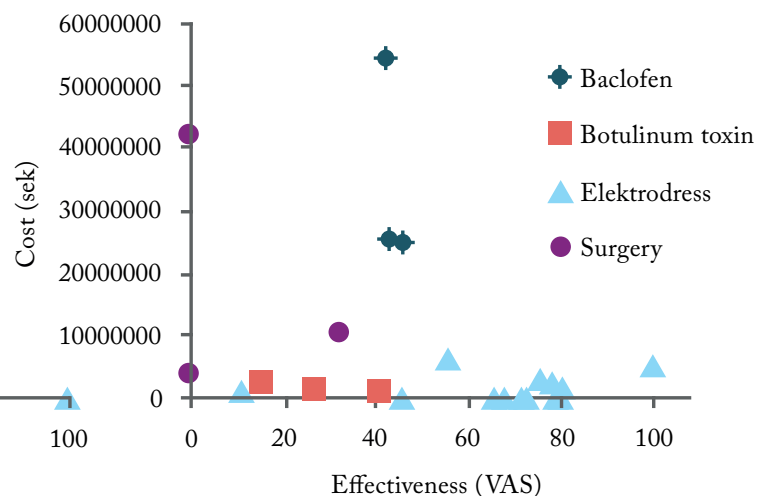 60000000
50000000
40000000
30000000
20000000
10000000
0
Cost (sek)
Baclofen
Botulinum toxin
Elektrodress
Surgery
100
0
20
40
60
80
100
Effectiveness (VAS)